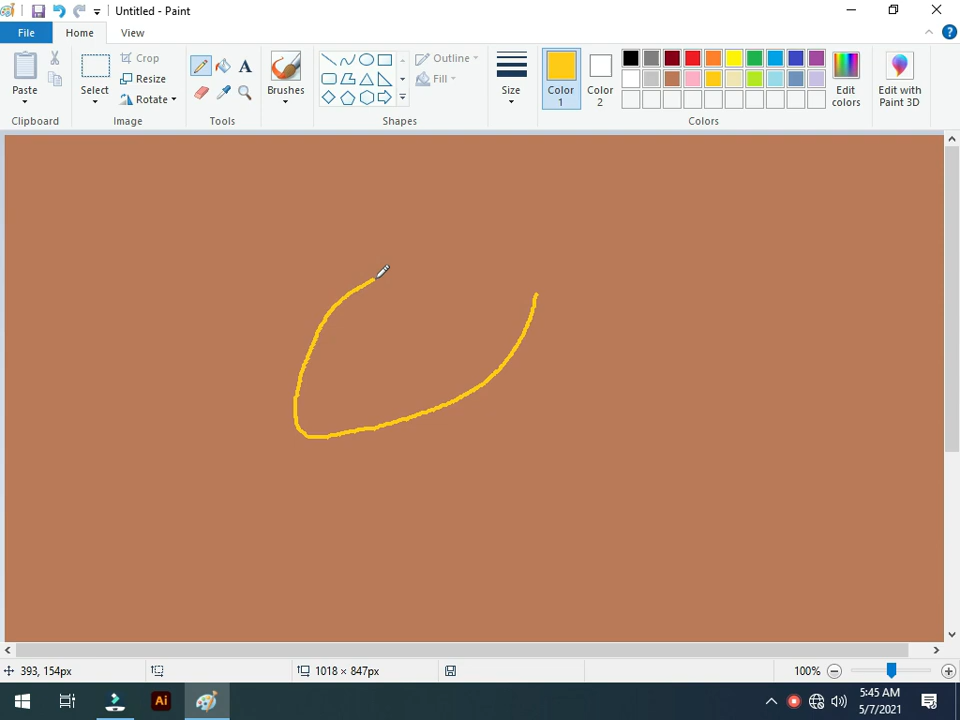 Untitled - Paint
File
Home
View
Paste
Clipboard
Select
Crop
Resize
Rotate
Image
A
Tools
Brushes
Outline
Fill
Shapes
Size
Color 1
Color 2
Colors
Edit colors
Edit with Paint 3D
393, 154px
1018 × 847px
100%
Ai
5:45 AM
5/7/2021